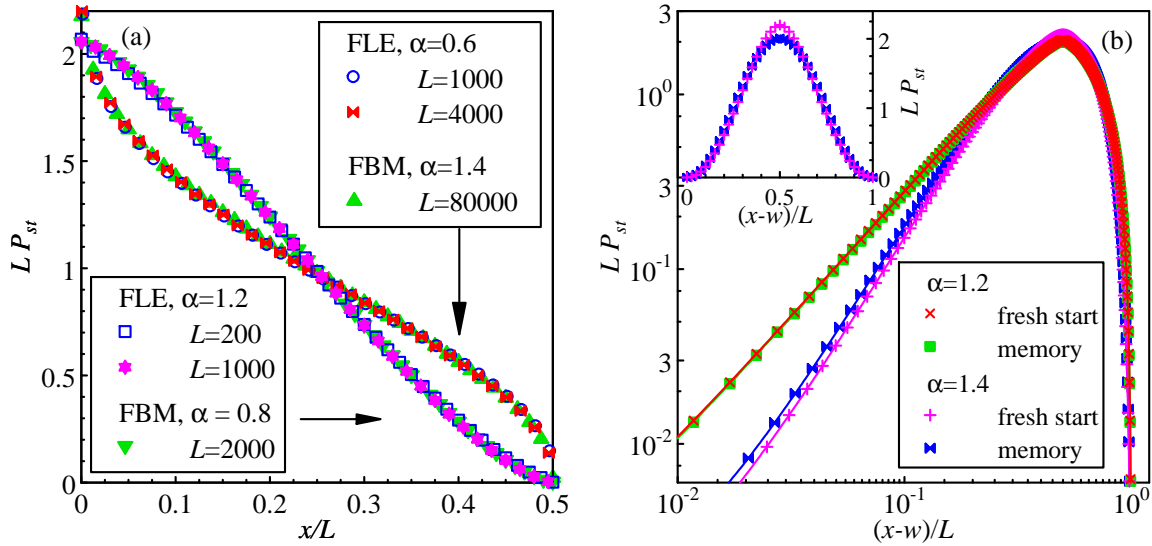 (a)
2
1.5
1
0.5
0
L P_st
0
0.1
0.2
0.3
0.4
0.5
x/L
FLE, α=0.6
L=1000
L=4000
FBM, α=1.4
L=80000
FLE, α=1.2
L=200
L=1000
FBM, α = 0.8
L=2000
(b)
3
10^0
3
10^-1
3
10^-2
L P_st
10^-2
10^-1
10^0
(x-w)/L
2
1
0
L P_st
0
0.5
1
(x-w)/L
α=1.2
fresh start
memory
α=1.4
fresh start
memory